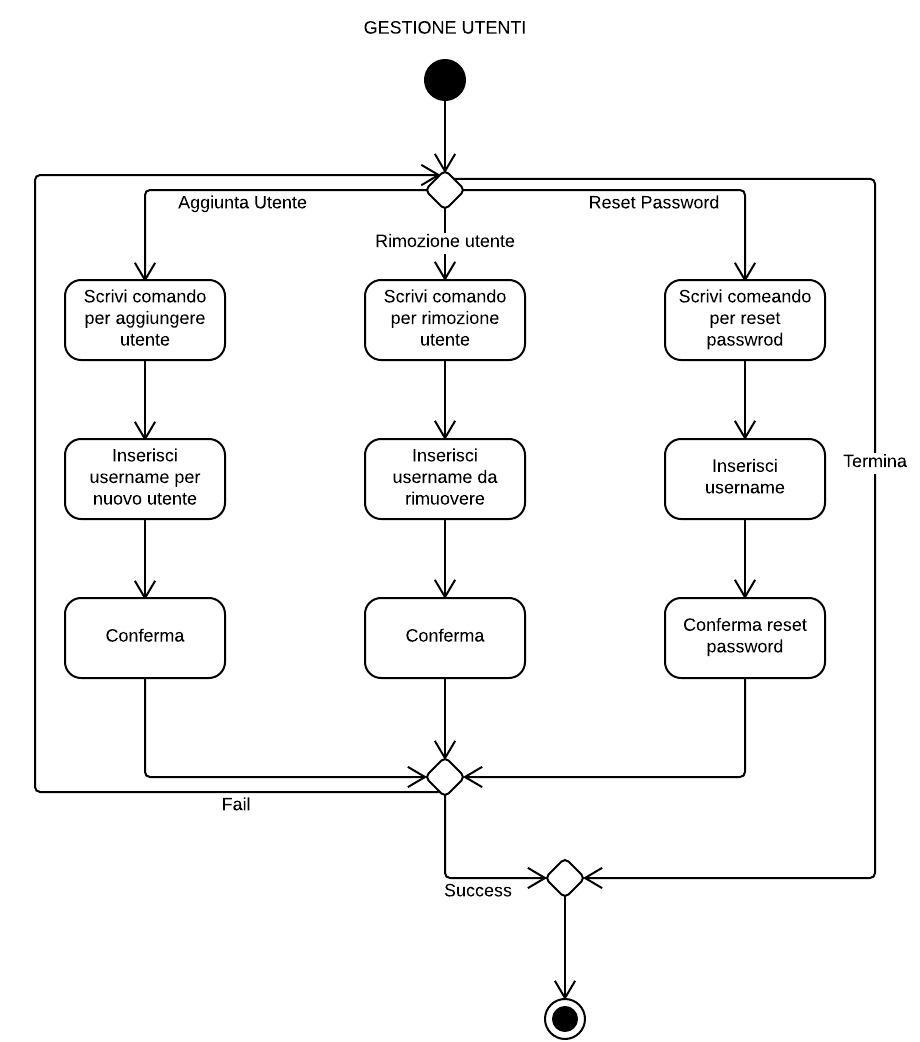 GESTIONE UTENTI
Aggiunta Utente
Reset Password
Rimozione utente
Scrivi comando
per aggiungere
utente
Scrivi comando
per rimozione
utente
Scrivi comeando
per reset
passwrod
Inserisci
username per
nuovo utente
Inserisci
username da
rimuovere
Inserisci
username
Termina
Conferma
Conferma
Conferma reset
password
Fail
Success